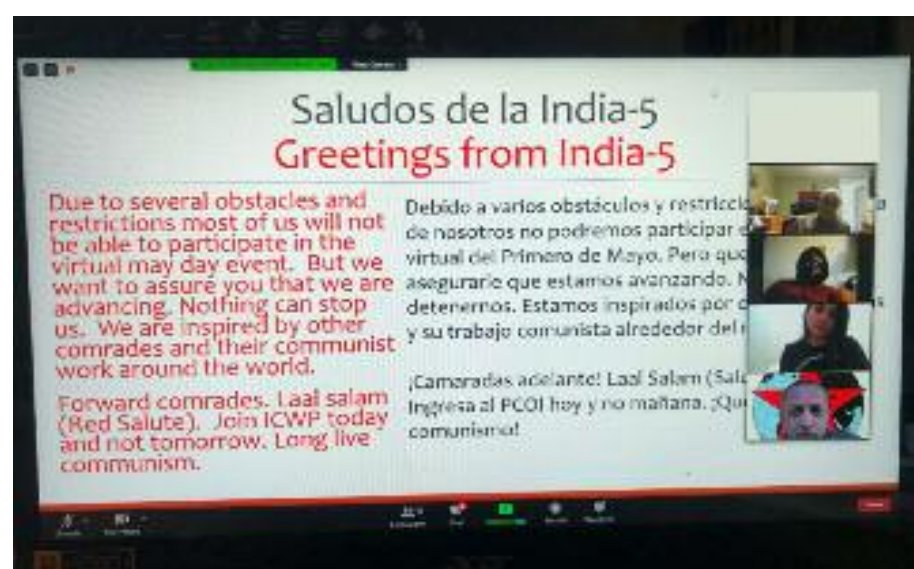 Saludos de la India-5
Greetings from India-5
Due to several obstacles and
restrictions most of us will not
be able to participate in the
virtual may day event. But we
want to assure you that we are
advancing. Nothing can stop
us. We are inspired by other
comrades and their communist
work around the world.
Forward comrades. Laal salam
(Red Salute). Join ICWP today
and not tomorrow. Long live
communism.
Debido a varios obstáculos y
de nosotros no podremos participar
virtual del Primero de Mayo. Pero
asegurarle que estamos avanzando.
detenernos. Estamos inspirados por
y su trabajo comunista alrededor del
¡Camaradas adelante! Laal Salam
Ingresa al PCOI hoy y no mañana.
comunismo!